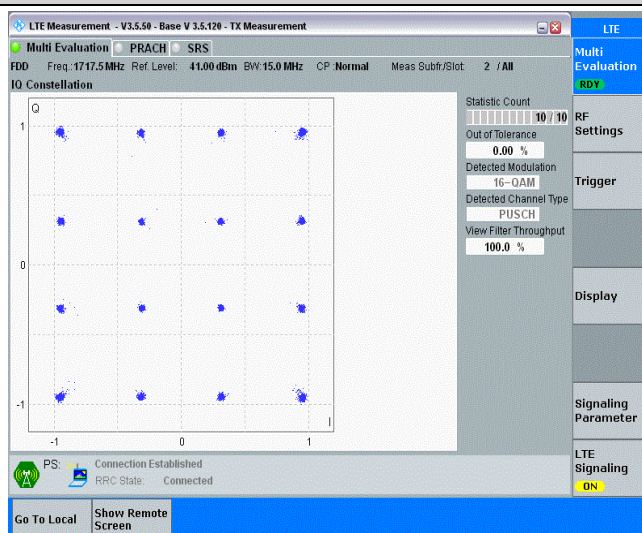 LTE Measurement - V3.5.50 - Base V 3.5.120 - TX Measurement
LTE
Multi Evaluation PRACH SRS
Multi
Evaluation
RDY
FDD Freq.:1717.5 MHz Ref. Level: 41.00 dBm BW:15.0 MHz CP :Normal Meas Subfr./Slot: 2 / All
IQ Constellation
Q
1
0
-1
-1
0
1
I
Statistic Count
10 / 10
Out of Tolerance
0.00 %
Detected Modulation
16-QAM
Detected Channel Type
PUSCH
View Filter Throughput
100.0 %
RF
Settings
Trigger
Display
Signaling
Parameter
LTE
Signaling
ON
PS:
Connection Established
RRC State: Connected
Go To Local
Show Remote
Screen